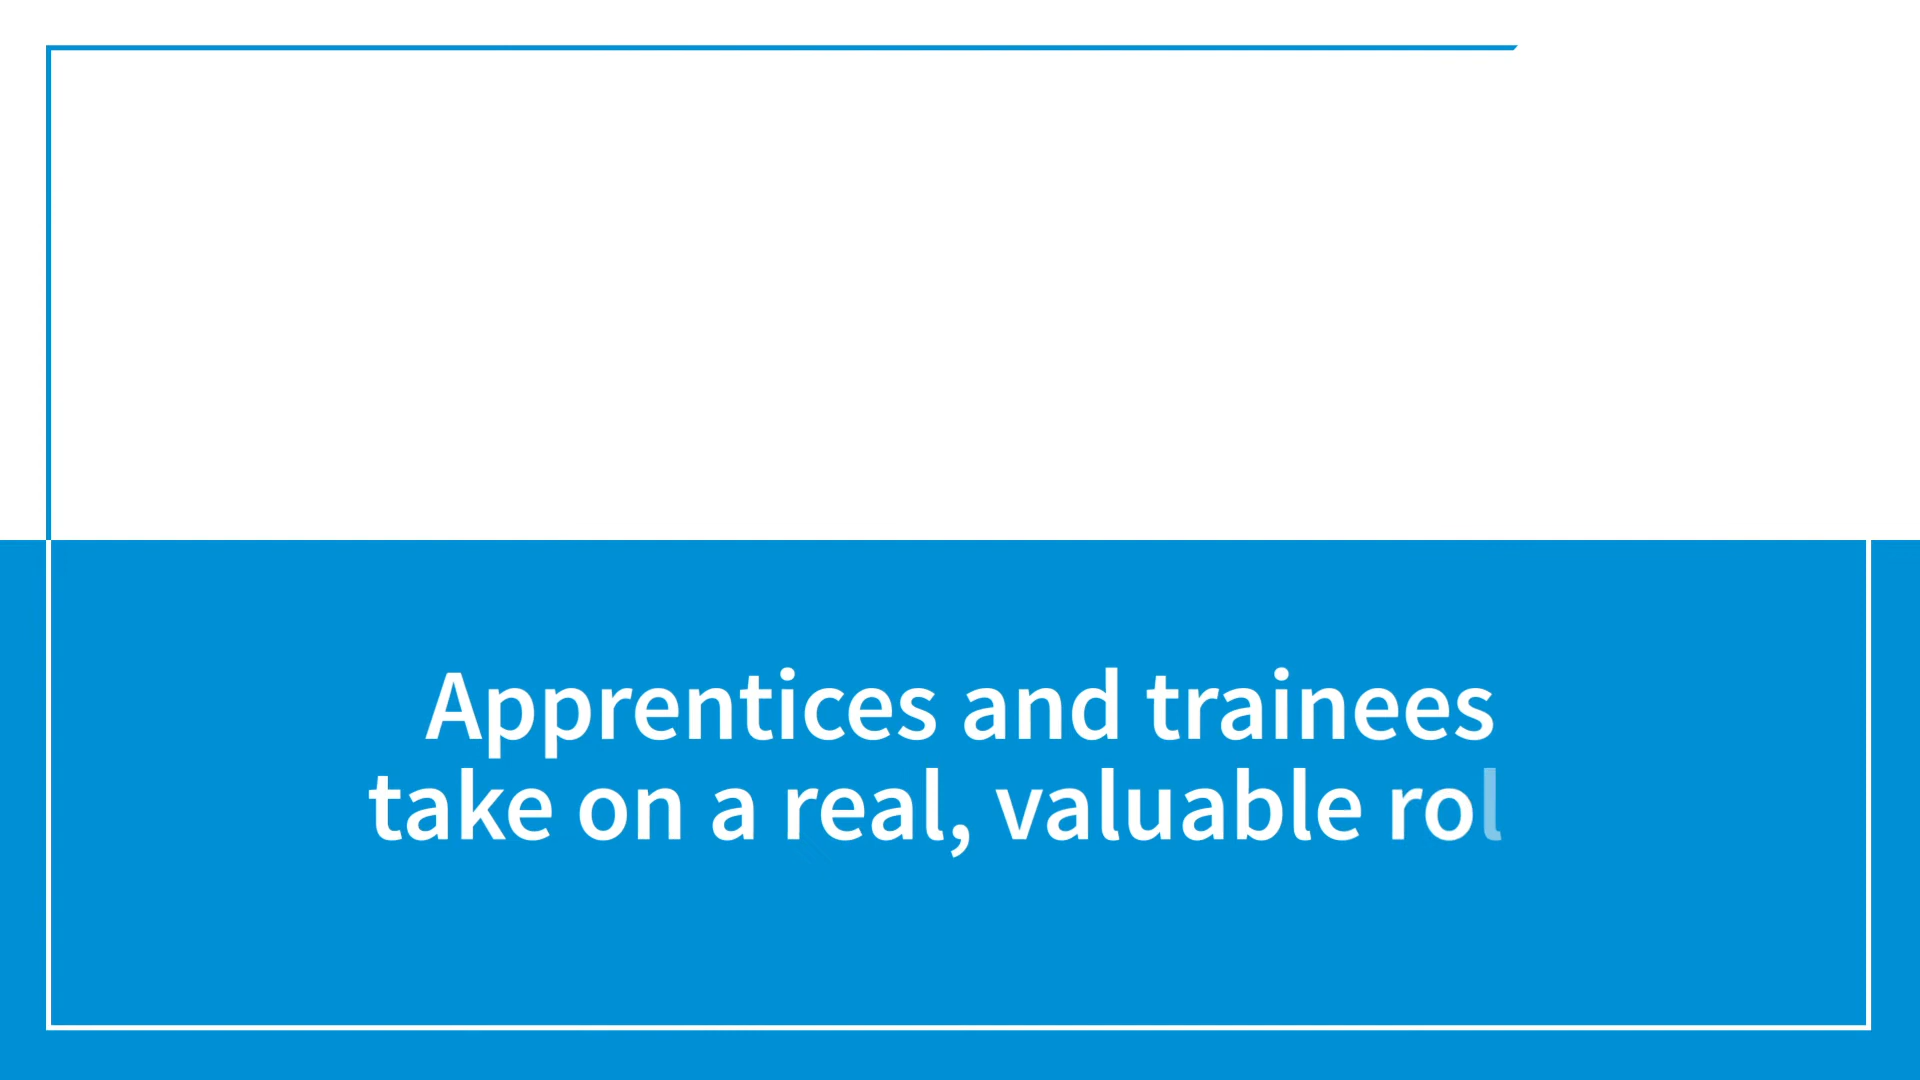 Apprentices and trainees
take on a real, valuable rol